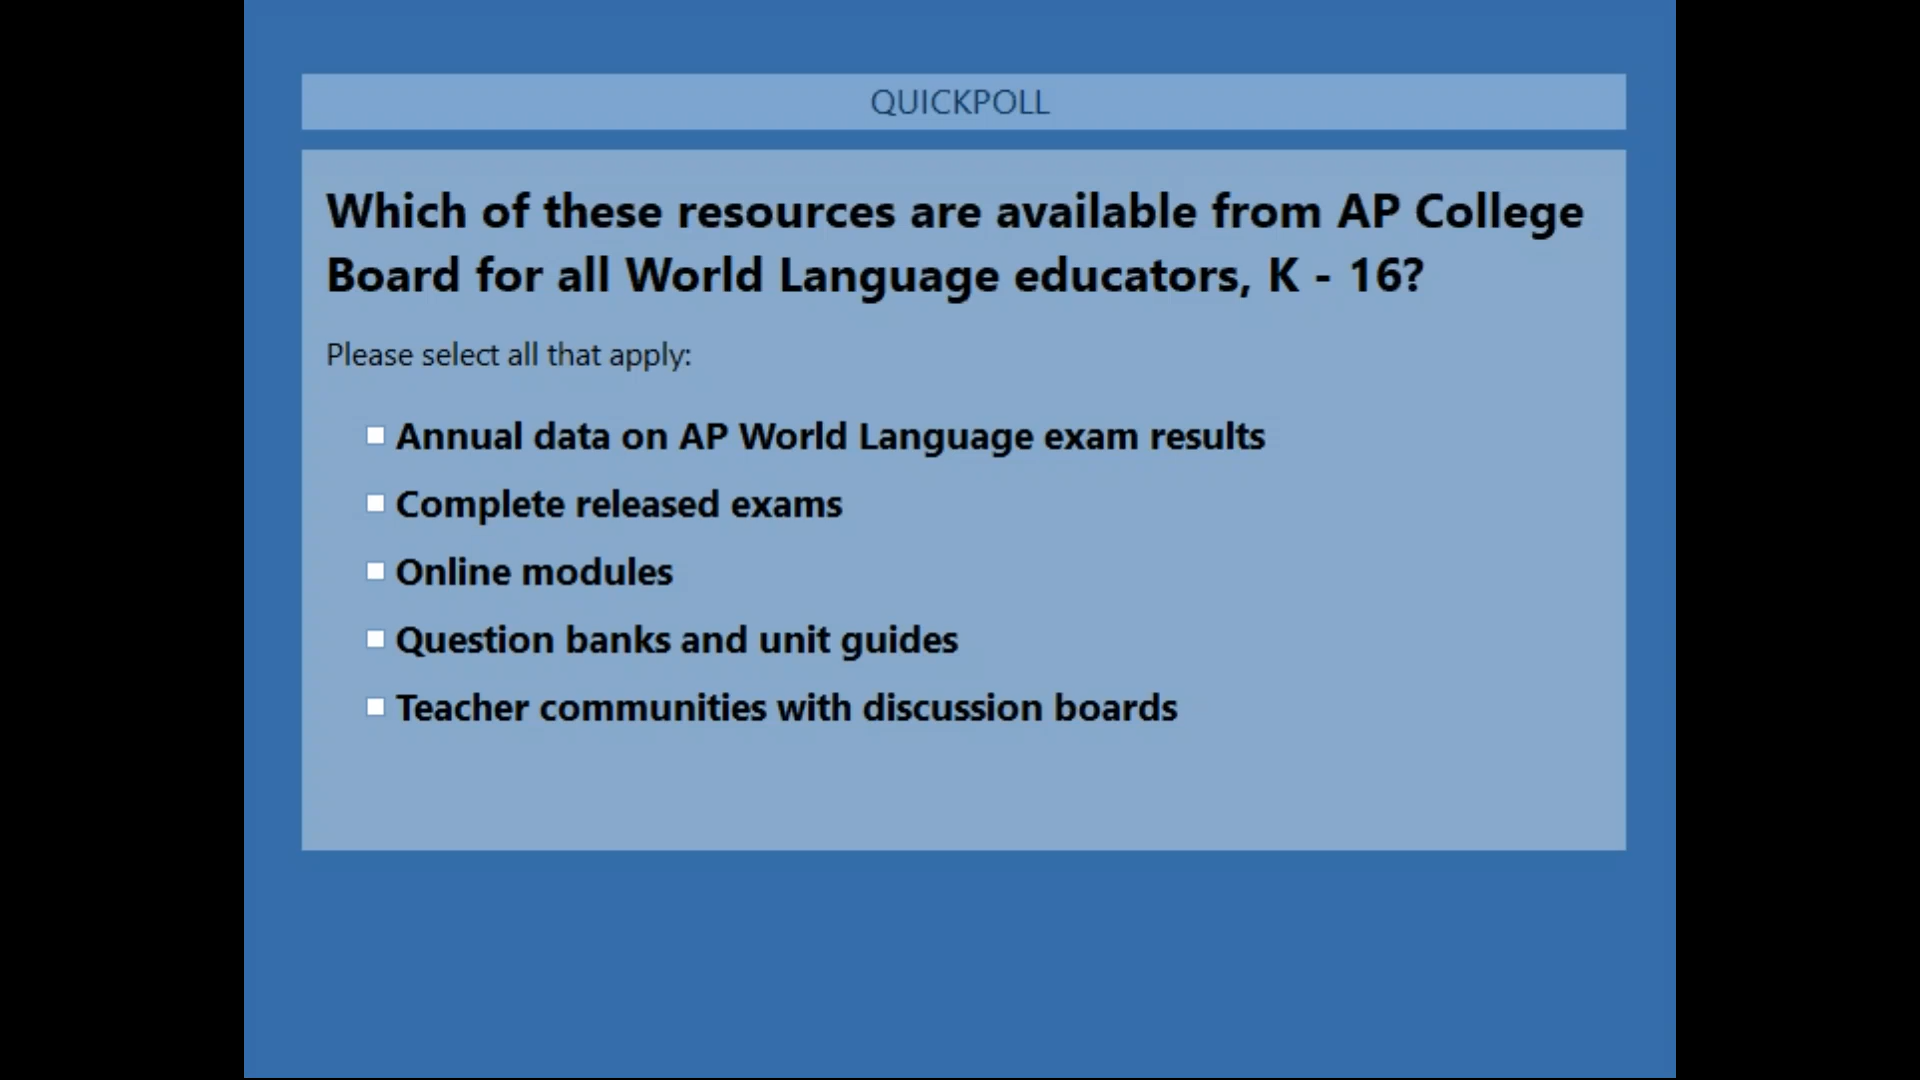 QUICKPOLL
Which of these resources are available from AP College
Board for all World Language educators, K - 16?
Please select all that apply:
Annual data on AP World Language exam results
Complete released exams
Online modules
Question banks and unit guides
Teacher communities with discussion boards